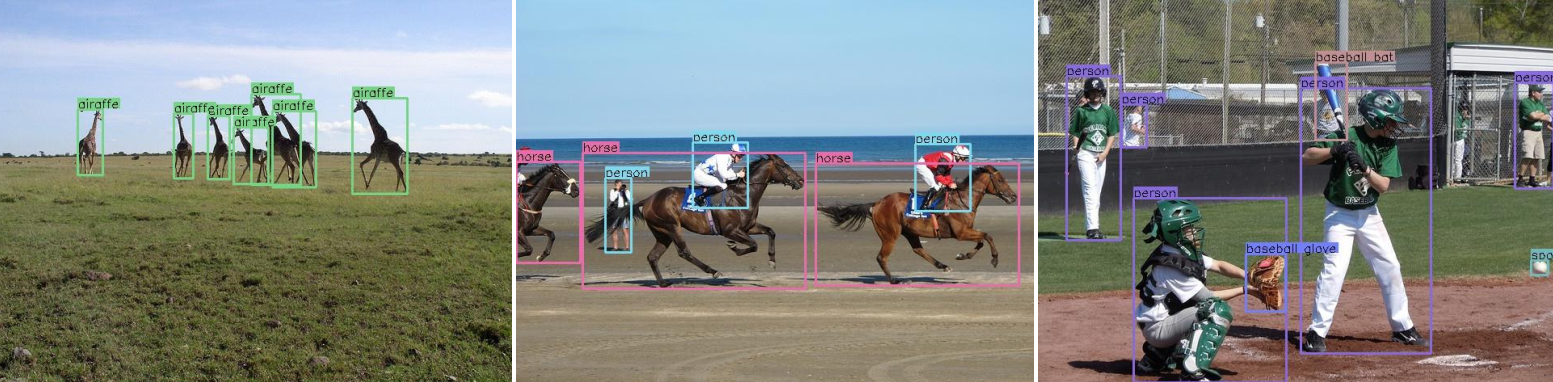 giraffe
giraffe
giraffe
giraffe
giraffe
giraffe
giraffe
horse
horse
horse
person
person
person
person
person
person
person
person
baseball bat
baseball glove
spo